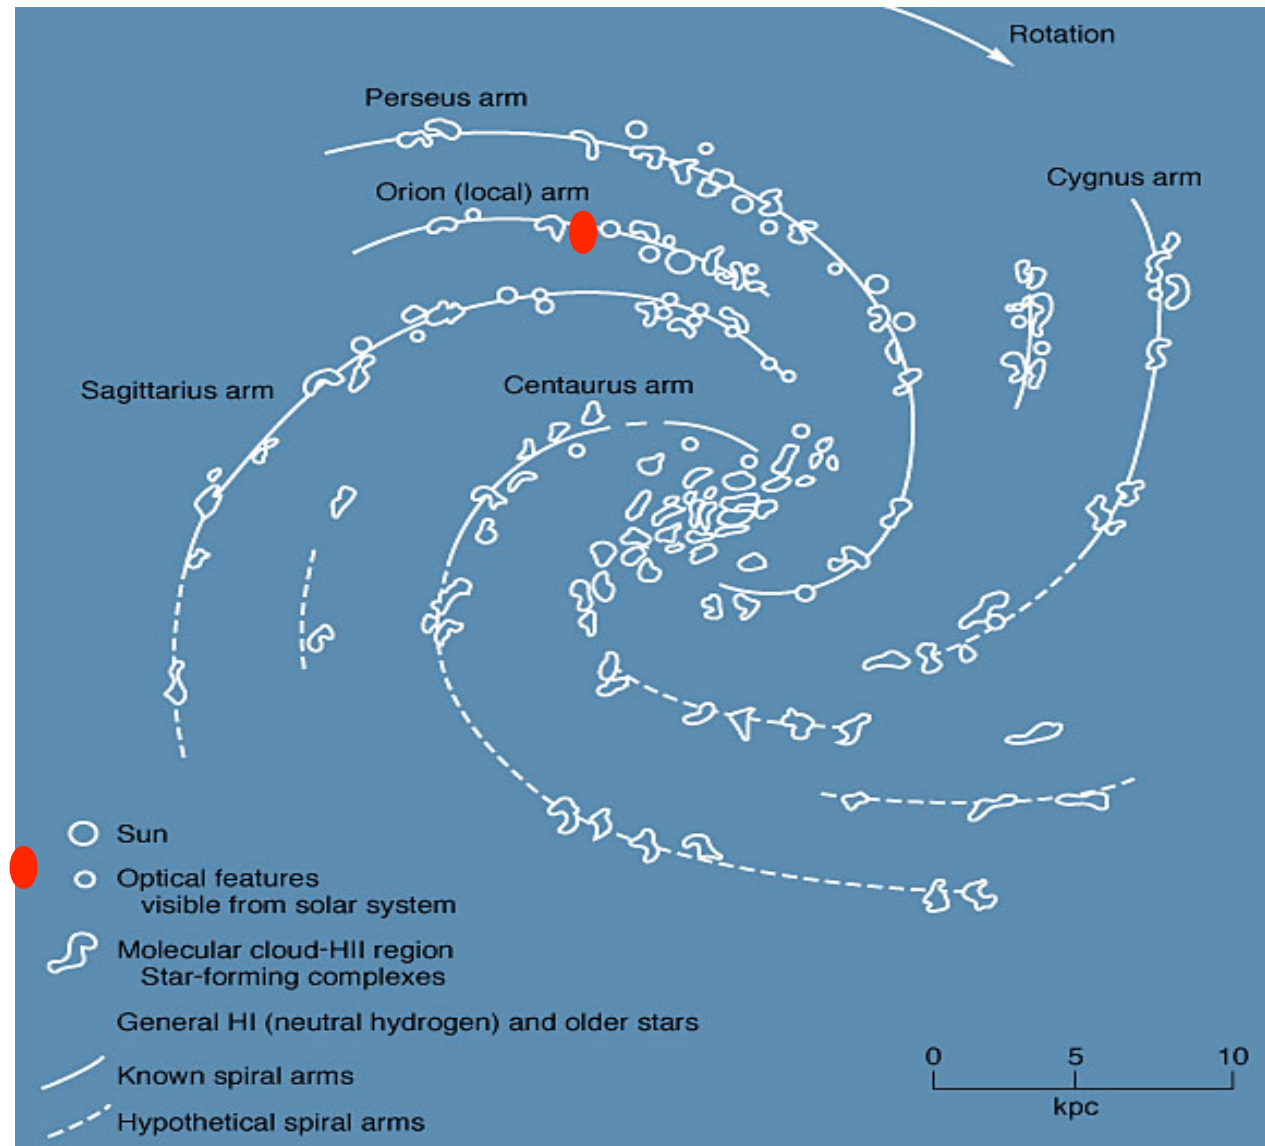 Rotation
Perseus arm
Cygnus arm
Orion (local) arm
Sagittarius arm
Centaurus arm
Sun
Optical features
visible from solar system
Molecular cloud-HII region
Star-forming complexes
General HI (neutral hydrogen) and older stars
Known spiral arms
Hypothetical spiral arms
0 5 10
kpc